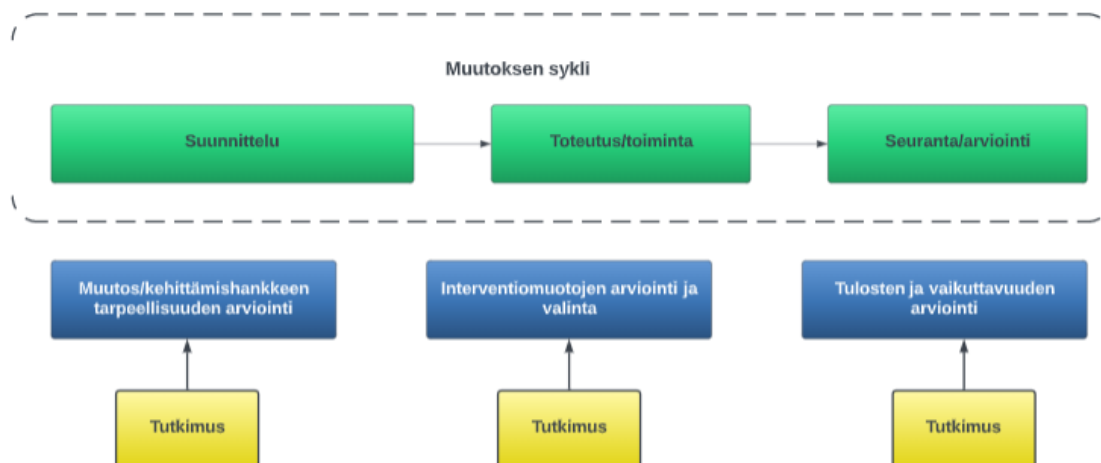 Muutoksen sykli
Suunnittelu
Toteutus/toiminta
Seuranta/arviointi
Muutos/kehittämishankkeen
tarpeellisuuden arviointi
Interventiomuotojen arviointi ja
valinta
Tulosten ja vaikuttavuuden
arviointi
Tutkimus
Tutkimus
Tutkimus